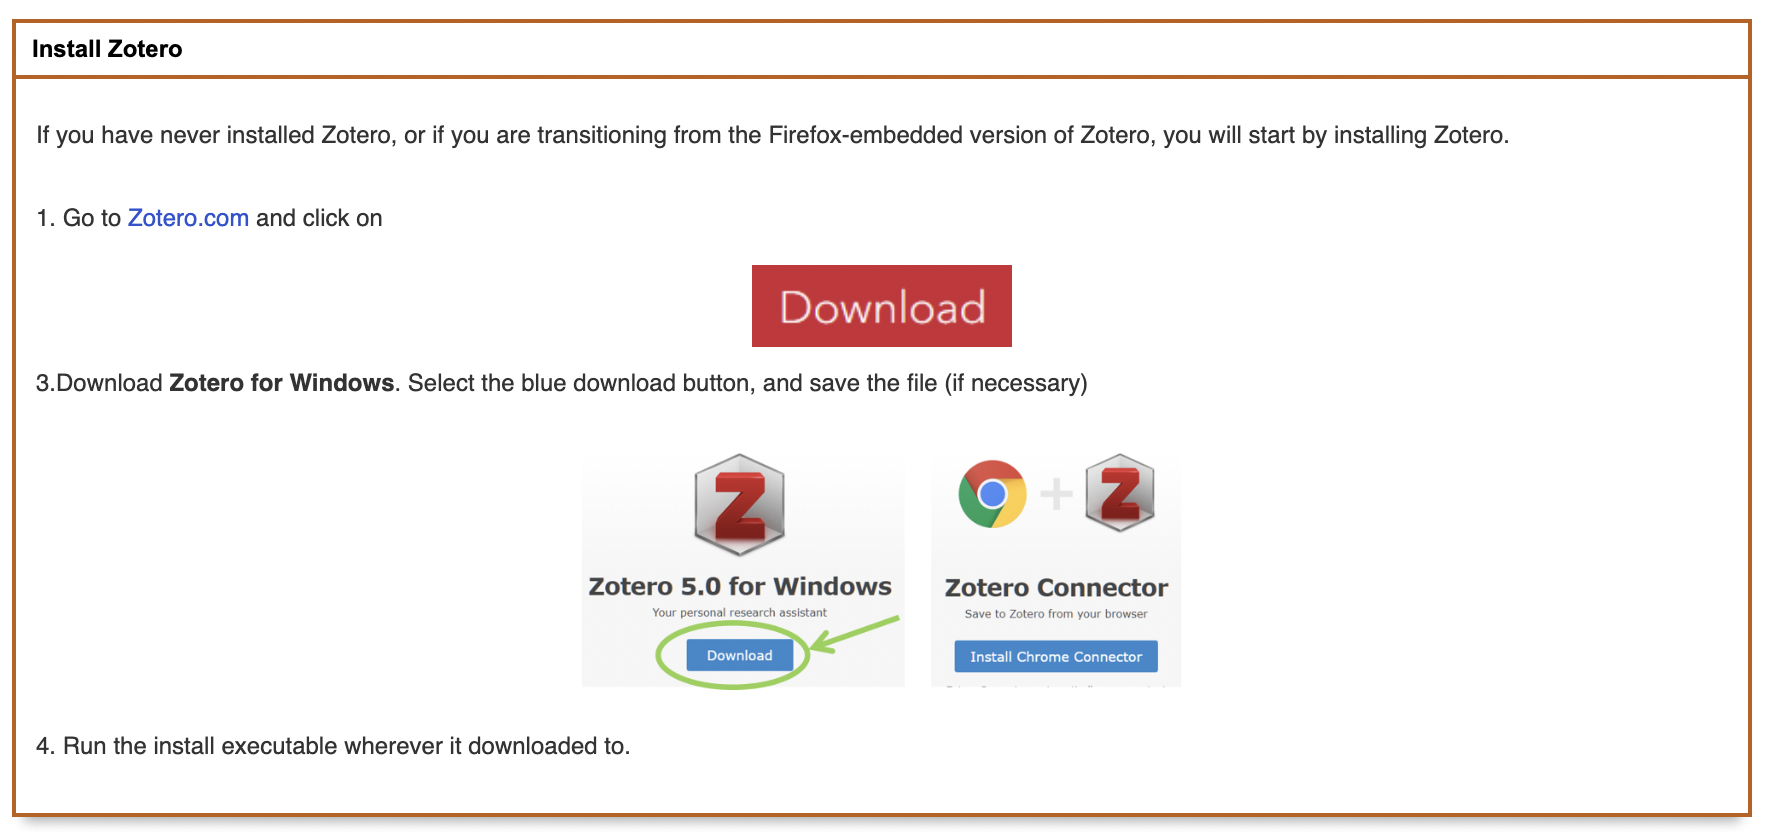 Install Zotero
If you have never installed Zotero, or if you are transitioning from the Firefox-embedded version of Zotero, you will start by installing Zotero.
1. Go to Zotero.com and click on
Download
3.Download Zotero for Windows. Select the blue download button, and save the file (if necessary)
Z
Zotero 5.0 for Windows
Your personal research assistant
Download
Z
Zotero Connector
Save to Zotero from your browser
Install Chrome Connector
4. Run the install executable wherever it downloaded to.